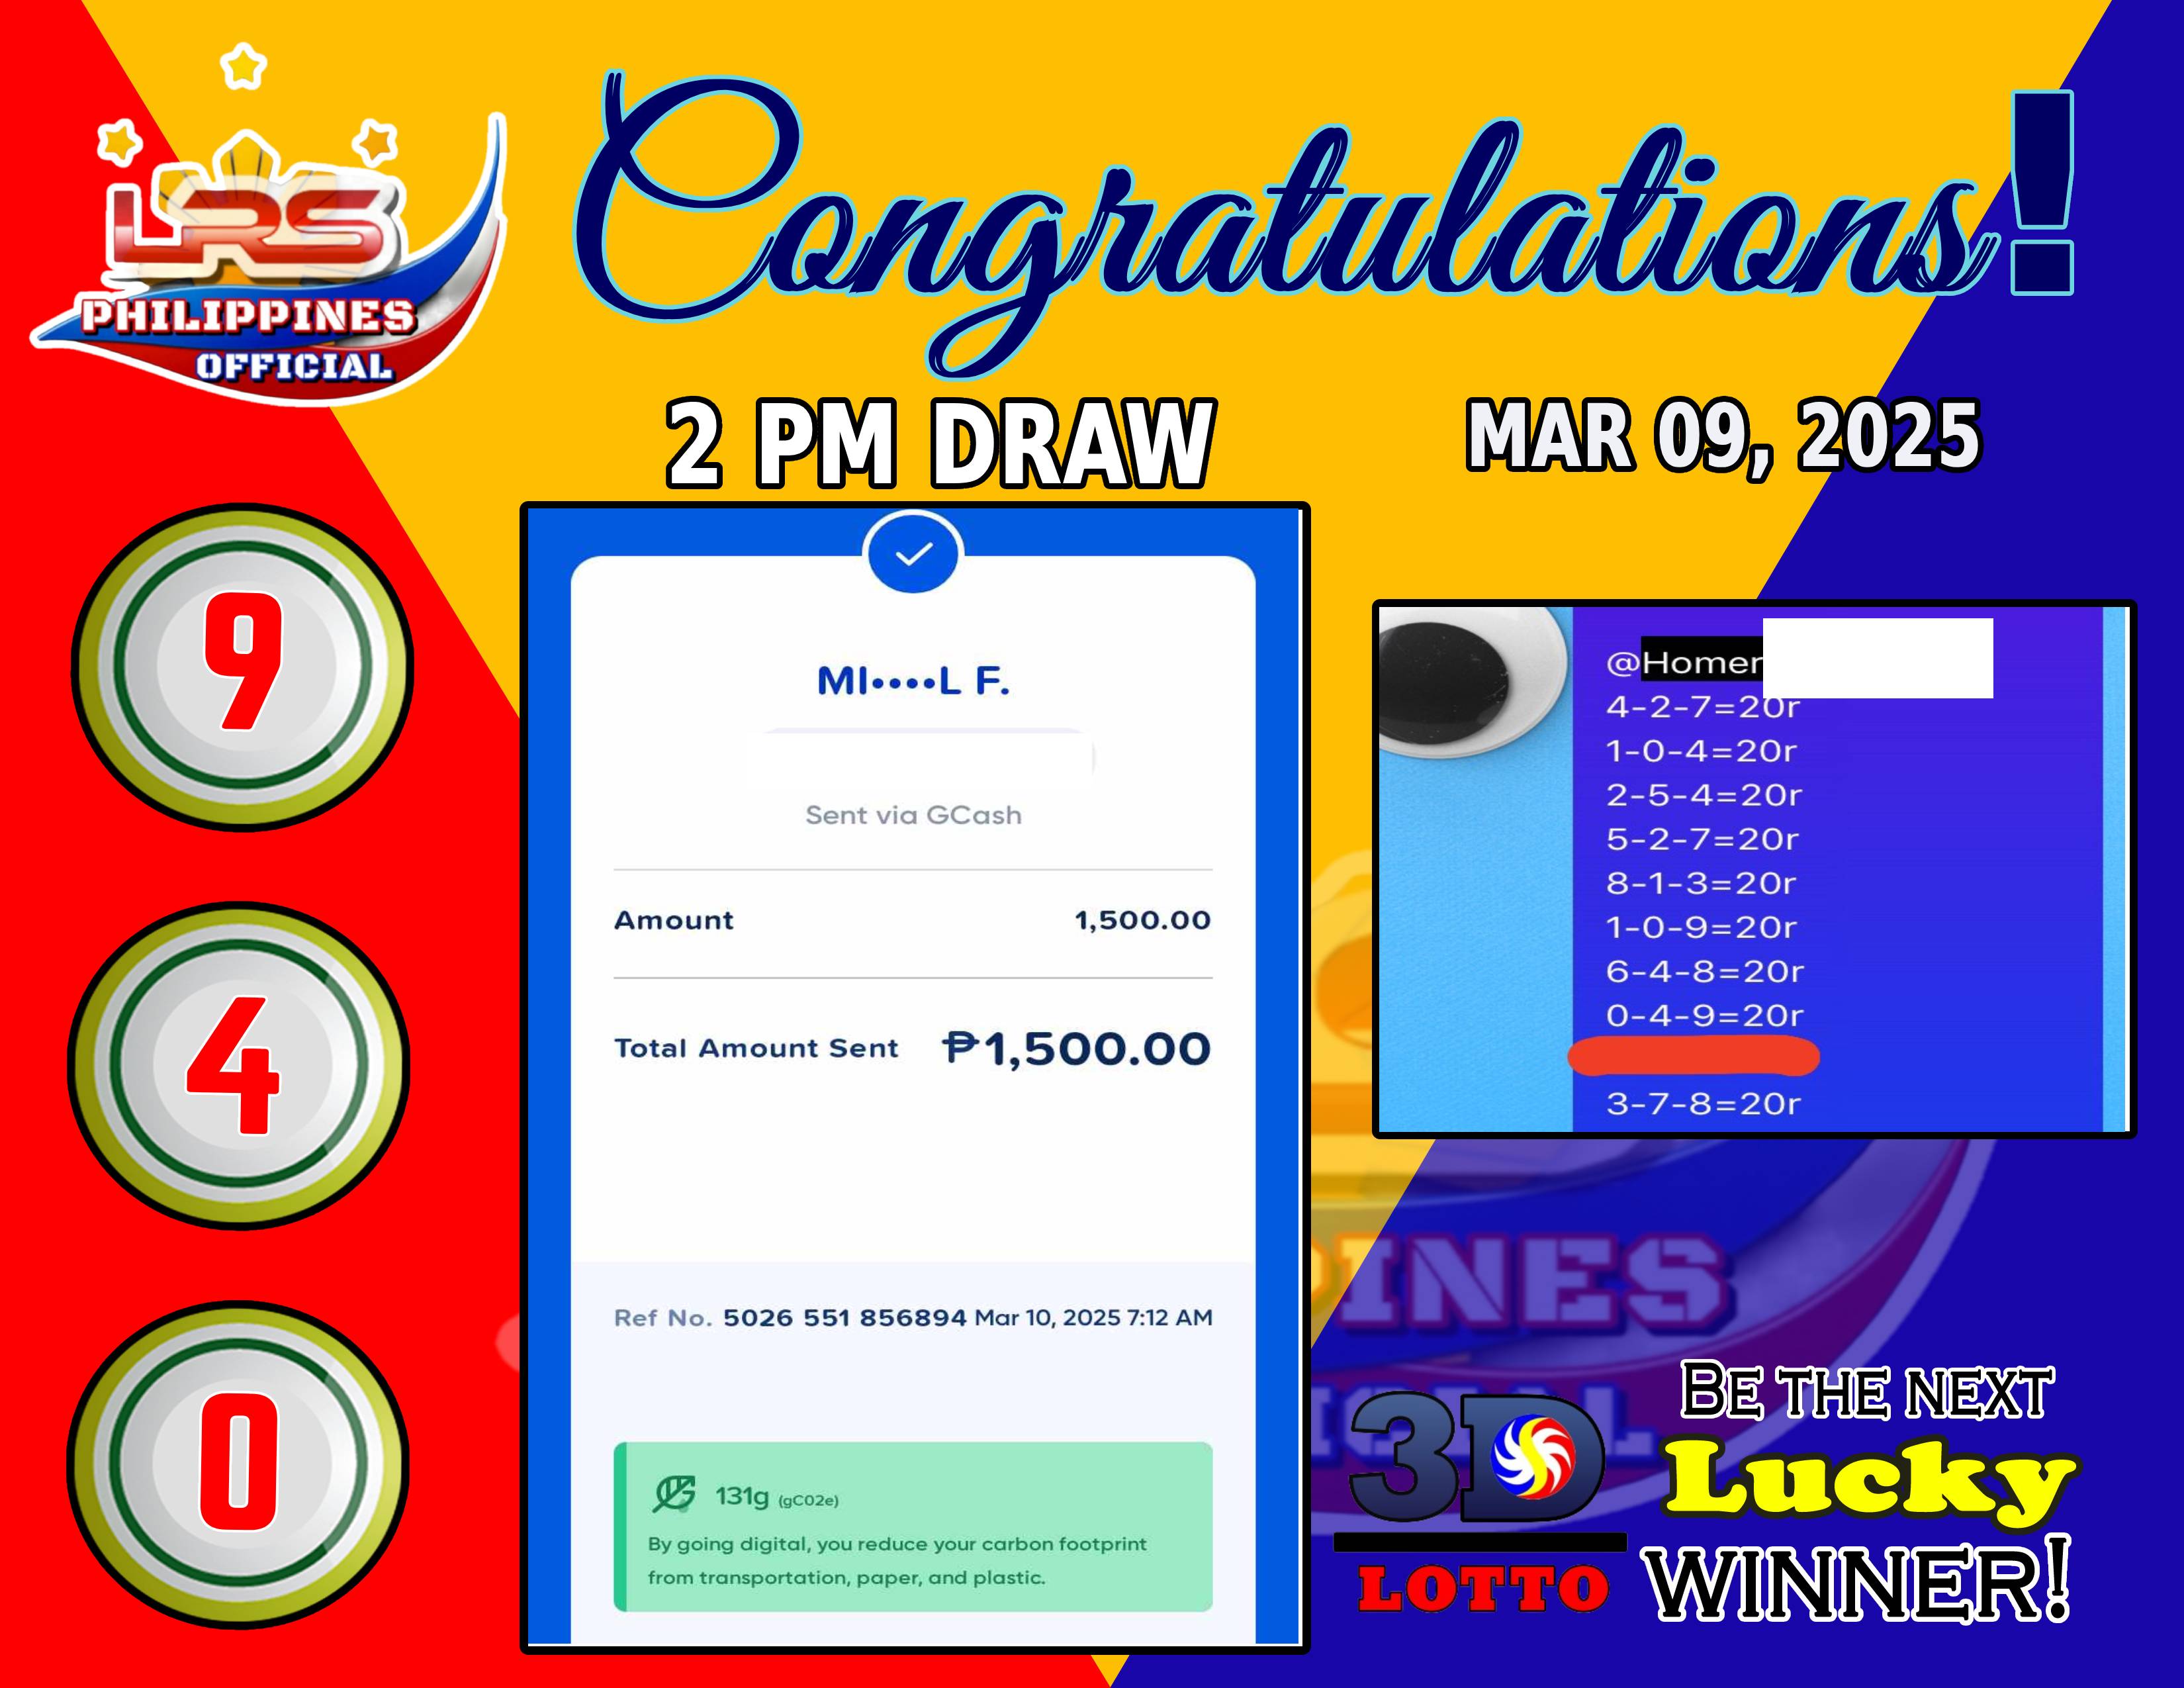 LRS
PHILIPPINES
OFFICIAL
Congratulations!
2 PM DRAW
MAR 09, 2025
9
4
0
MI••••L F.
Sent via GCash
Amount 1,500.00
Total Amount Sent ₱1,500.00
Ref No. 5026 551 856894 Mar 10, 2025 7:12 AM
131g (gC02e)
By going digital, you reduce your carbon footprint
from transportation, paper, and plastic.
@Homer
4-2-7=20r
1-0-4=20r
2-5-4=20r
5-2-7=20r
8-1-3=20r
1-0-9=20r
6-4-8=20r
0-4-9=20r
3-7-8=20r
PINES
3D
LOTTO
BE THE NEXT
Lucky
WINNER!